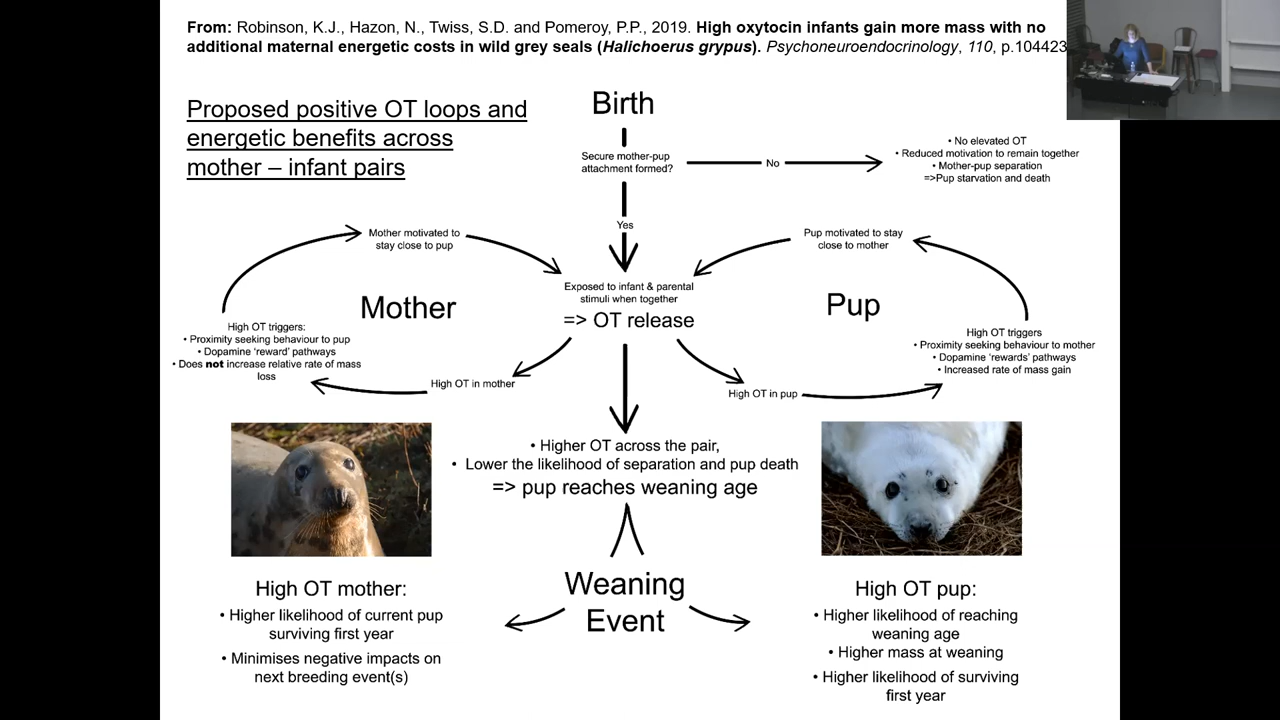 From: Robinson, K.J., Hazon, N., Twiss, S.D. and Pomeroy, P.P., 2019. High oxytocin infants gain more mass with no
additional maternal energetic costs in wild grey seals (Halichoerus grypus). Psychoneuroendocrinology, 110, p.104423
Proposed positive OT loops and
energetic benefits across
mother – infant pairs
Birth
Secure mother-pup
attachment formed?
No
• No elevated OT
• Reduced motivation to remain together
• Mother-pup separation
=>Pup starvation and death
Yes
Mother motivated to
stay close to pup
Pup motivated to stay
close to mother
Exposed to infant & parental
stimuli when together
=> OT release
Mother
Pup
High OT triggers:
• Proximity seeking behaviour to pup
• Dopamine ‘reward’ pathways
• Does not increase relative rate of mass
loss
High OT triggers
• Proximity seeking behaviour to mother
• Dopamine ‘rewards’ pathways
• Increased rate of mass gain
High OT in mother
High OT in pup
• Higher OT across the pair,
• Lower the likelihood of separation and pup death
=> pup reaches weaning age
Weaning
Event
High OT mother:
• Higher likelihood of current pup
surviving first year
• Minimises negative impacts on
next breeding event(s)
High OT pup:
• Higher likelihood of reaching
weaning age
• Higher mass at weaning
• Higher likelihood of surviving
first year